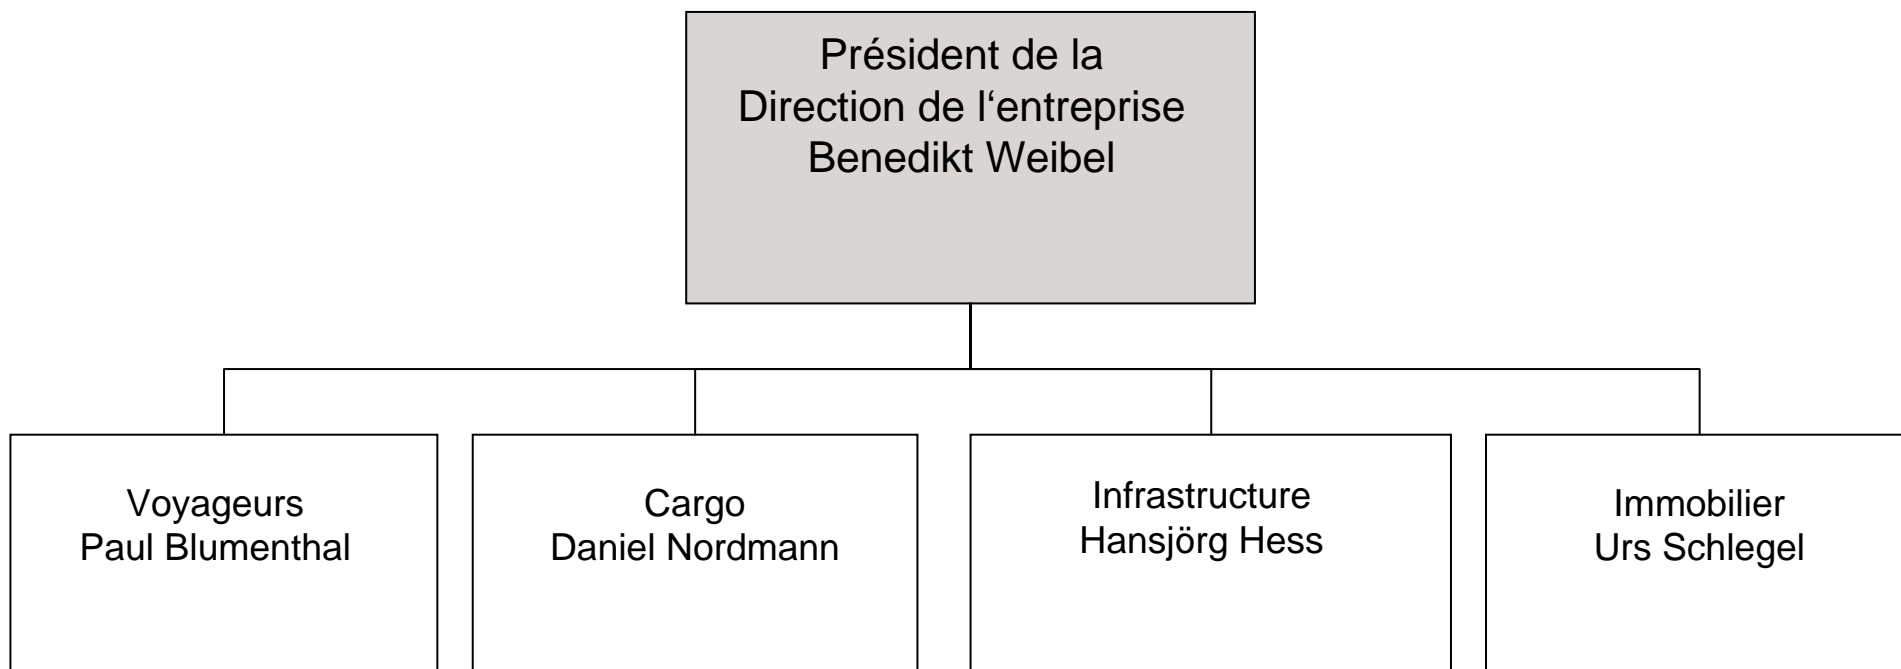 Président de la
Direction de l‘entreprise
Benedikt Weibel
Voyageurs
Paul Blumenthal
Cargo
Daniel Nordmann
Infrastructure
Hansjörg Hess
Immobilier
Urs Schlegel